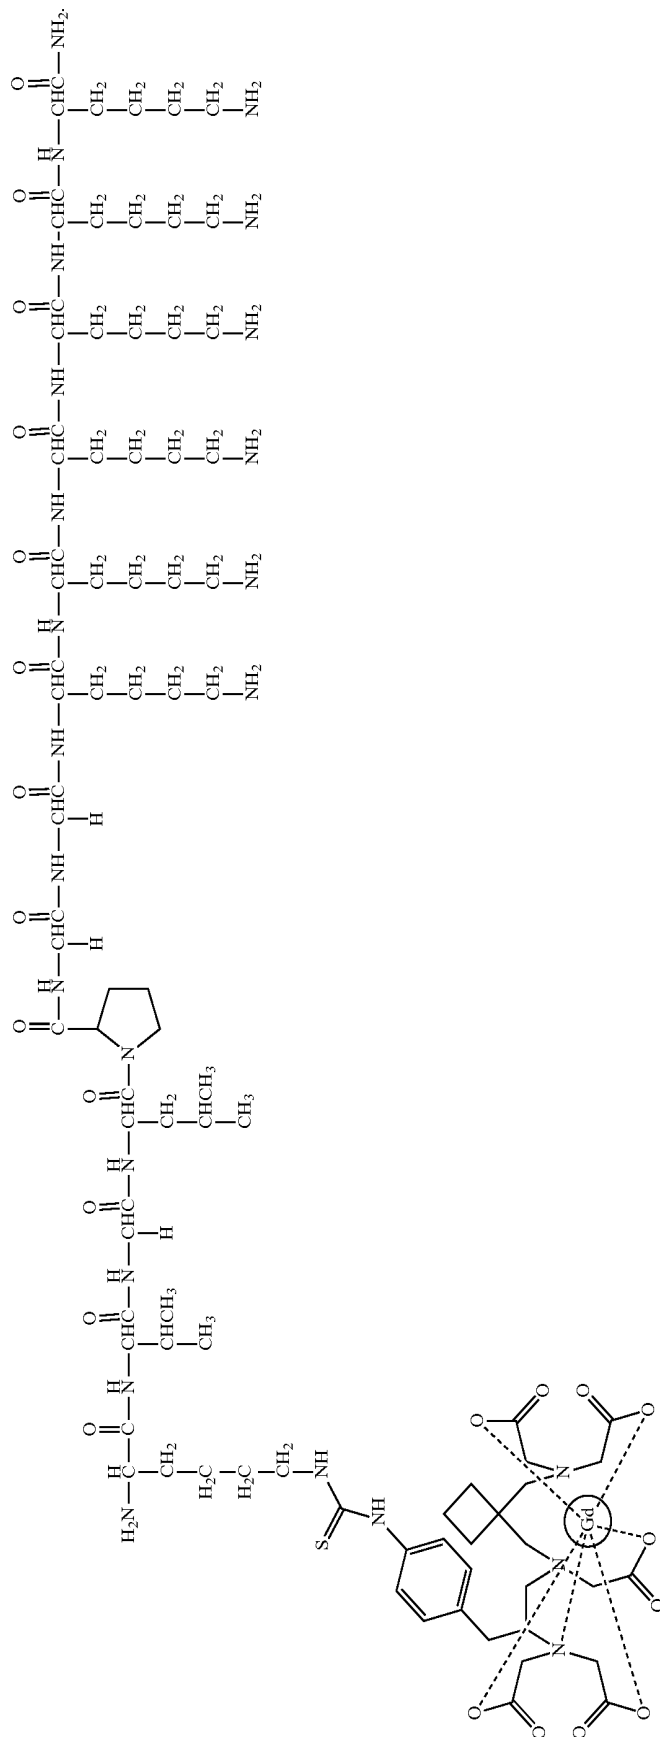 O O O O O O O O O
H H H
C N CHC NH CHC NH CHC N CHC NH CHC NH CHC NH CHC N CHC NH2.
O O O O H H CH2 CH2 CH2 CH2 CH2 CH2
H H H H
H2N C C N CHC N CHC N CHC N CH2 CH2 CH2 CH2 CH2 CH2
CH2 CHCH3 H CH2 CH2 CH2 CH2 CH2 CH2 CH2
H2C CH3 CHCH3 CH2 CH2 CH2 CH2 CH2 CH2
H2C CH3 NH2 NH2 NH2 NH2 NH2 NH2
CH2
S NH
NH
O O
O O
N N N
Gd O
O O O
O